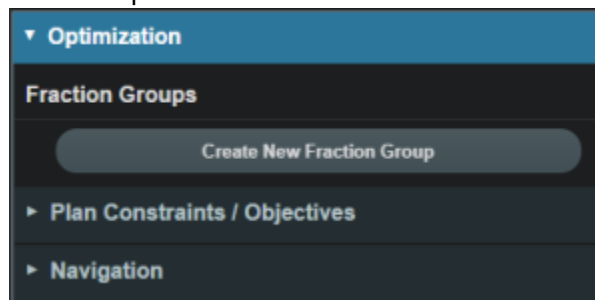 Optimization
Fraction Groups
Create New Fraction Group
Plan Constraints / Objectives
Navigation